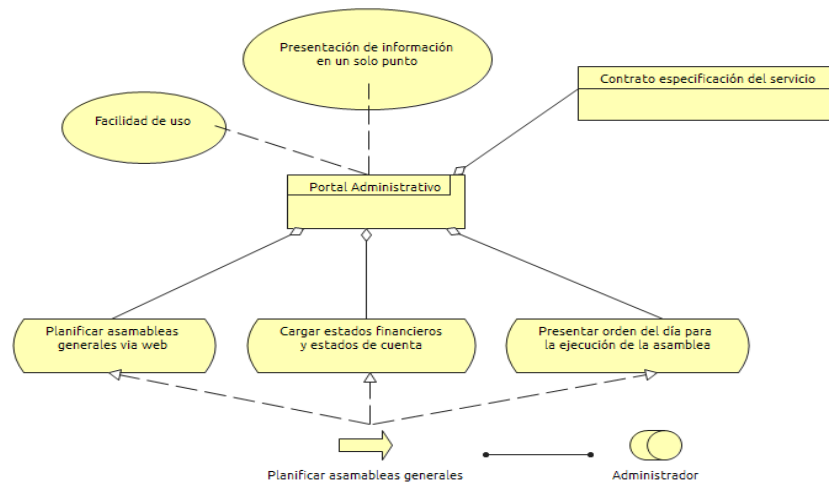 Presentación de información
en un solo punto
Contrato especificación del servicio
Facilidad de uso
Portal Administrativo
Planificar asamableas
generales via web
Cargar estados financieros
y estados de cuenta
Presentar orden del día para
la ejecución de la asamblea
Planificar asambleas generales
Administrador